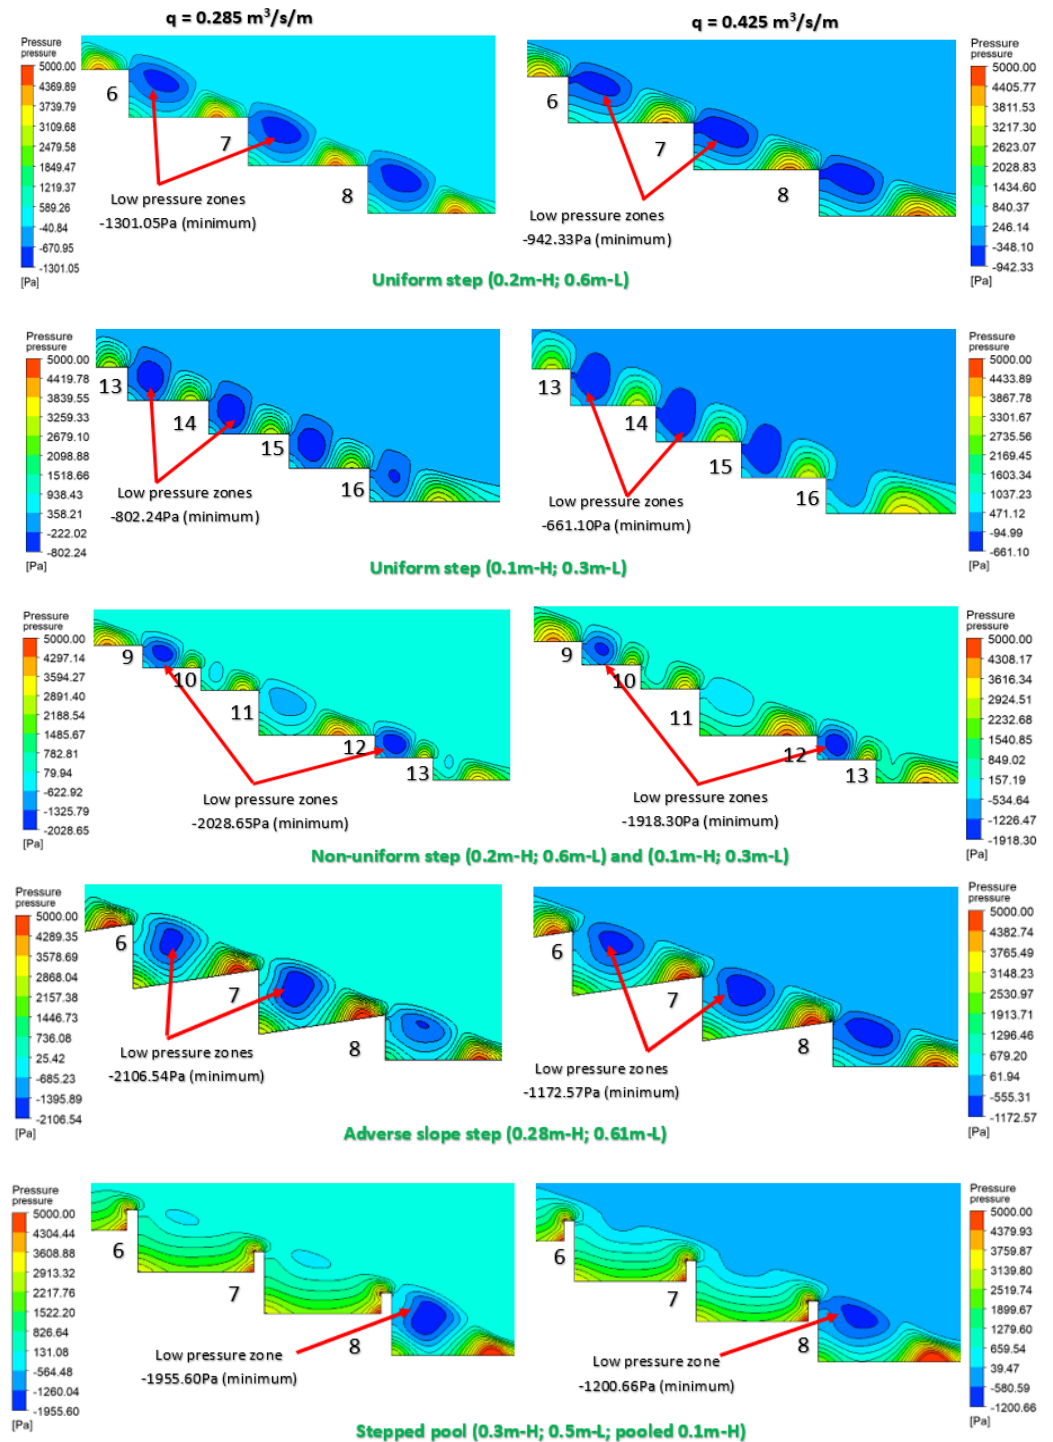 q = 0.285 m³/s/m
q = 0.425 m³/s/m
Pressure
pressure
5000.00
4369.89
3739.79
3109.68
2479.58
1849.47
1219.37
589.26
-40.84
-670.95
-1301.05
[Pa]
6
7
8
Low pressure zones
-1301.05Pa (minimum)
6
7
8
Low pressure zones
-942.33Pa (minimum)
Pressure
pressure
5000.00
4405.77
3811.53
3217.30
2623.07
2028.83
1434.60
840.37
246.14
-348.10
-942.33
[Pa]
Uniform step (0.2m-H; 0.6m-L)
Pressure
pressure
5000.00
4419.78
3839.55
3259.33
2679.10
2098.88
1518.66
938.43
358.21
-222.02
-802.24
[Pa]
13
14
15
16
Low pressure zones
-802.24Pa (minimum)
13
14
15
16
Low pressure zones
-661.10Pa (minimum)
Pressure
pressure
5000.00
4433.89
3867.78
3301.67
2735.56
2169.45
1603.34
1037.23
471.12
-94.99
-661.10
[Pa]
Uniform step (0.1m-H; 0.3m-L)
Pressure
pressure
5000.00
4297.14
3594.27
2891.40
2188.54
1485.67
782.81
79.94
-622.92
-1325.79
-2028.65
[Pa]
9
10
11
12
13
Low pressure zones
-2028.65Pa (minimum)
9
10
11
12
13
Low pressure zones
-1918.30Pa (minimum)
Pressure
pressure
5000.00
4308.17
3616.34
2924.51
2232.68
1540.85
849.02
157.19
-534.64
-1226.47
-1918.30
[Pa]
Non-uniform step (0.2m-H; 0.6m-L) and (0.1m-H; 0.3m-L)
Pressure
pressure
5000.00
4289.35
3578.69
2868.04
2157.38
1446.73
736.08
25.42
-685.23
-1395.89
-2106.54
[Pa]
6
7
8
Low pressure zones
-2106.54Pa (minimum)
6
7
8
Low pressure zones
-1172.57Pa (minimum)
Pressure
pressure
5000.00
4382.74
3765.49
3148.23
2530.97
1913.71
1296.46
679.20
61.94
-555.31
-1172.57
[Pa]
Adverse slope step (0.28m-H; 0.61m-L)
Pressure
pressure
5000.00
4304.44
3608.88
2913.32
2217.76
1522.20
826.64
131.08
-564.48
-1260.04
-1955.60
[Pa]
6
7
8
Low pressure zone
-1955.60Pa (minimum)
6
7
8
Low pressure zone
-1200.66Pa (minimum)
Pressure
pressure
5000.00
4379.93
3759.87
3139.80
2519.74
1899.67
1279.60
659.54
39.47
-580.59
-1200.66
[Pa]
Stepped pool (0.3m-H; 0.5m-L; pooled 0.1m-H)